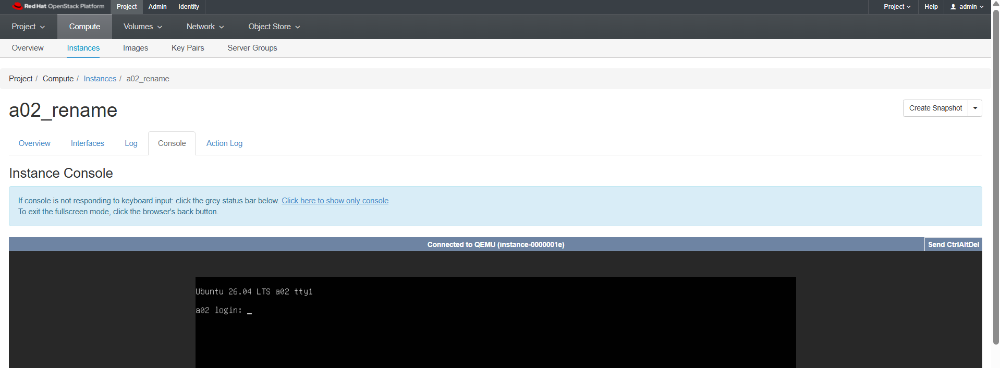 Red Hat OpenStack Platform Project Admin Identity Project Help admin
Project Compute Volumes Network Object Store
Overview Instances Images Key Pairs Server Groups
Project / Compute / Instances / a02_rename
a02_rename
Create Snapshot
Overview Interfaces Log Console Action Log
Instance Console
If console is not responding to keyboard input: click the grey status bar below. Click here to show only console
To exit the fullscreen mode, click the browser's back button.
Connected to QEMU (instance-0000001e) Send CtrlAltDel
Ubuntu 26.04 LTS a02 tty1
a02 login: _